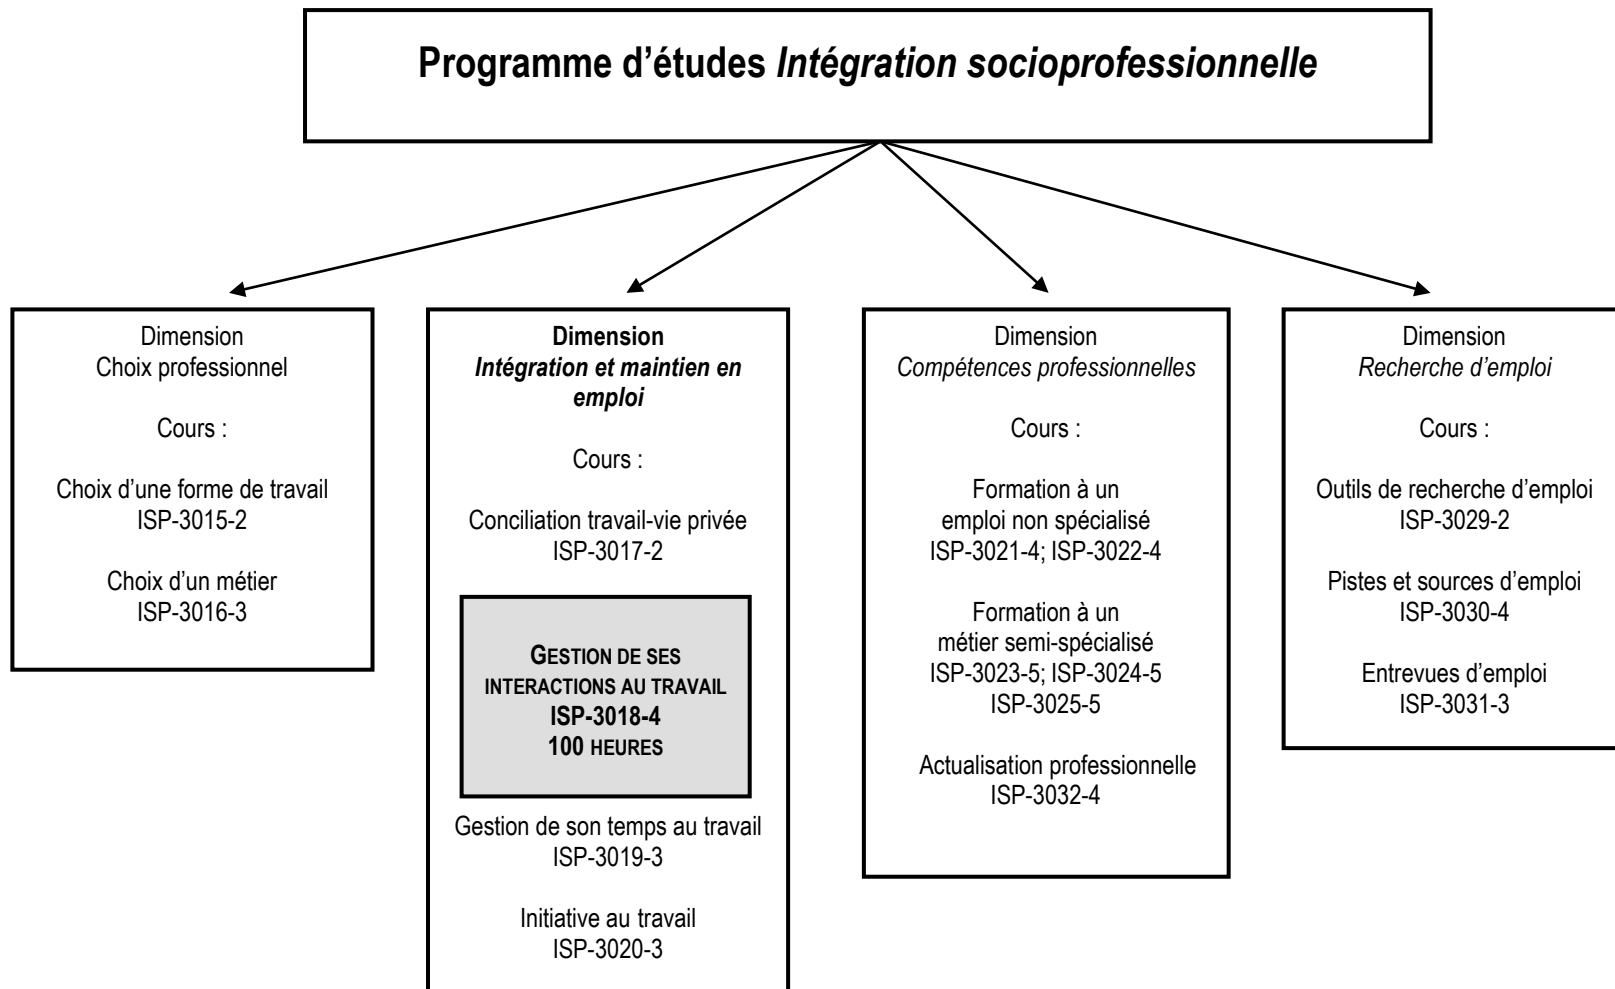 Programme d’études Intégration socioprofessionnelle
Dimension
Choix professionnel
Cours :
Choix d’une forme de travail
ISP-3015-2
Choix d’un métier
ISP-3016-3
Dimension
Intégration et maintien en
emploi
Cours :
Conciliation travail-vie privée
ISP-3017-2
GESTION DE SES
INTERACTIONS AU TRAVAIL
ISP-3018-4
100 HEURES
Gestion de son temps au travail
ISP-3019-3
Initiative au travail
ISP-3020-3
Dimension
Compétences professionnelles
Cours :
Formation à un
emploi non spécialisé
ISP-3021-4; ISP-3022-4
Formation à un
métier semi-spécialisé
ISP-3023-5; ISP-3024-5
ISP-3025-5
Actualisation professionnelle
ISP-3032-4
Dimension
Recherche d’emploi
Cours :
Outils de recherche d’emploi
ISP-3029-2
Pistes et sources d’emploi
ISP-3030-4
Entrevues d’emploi
ISP-3031-3